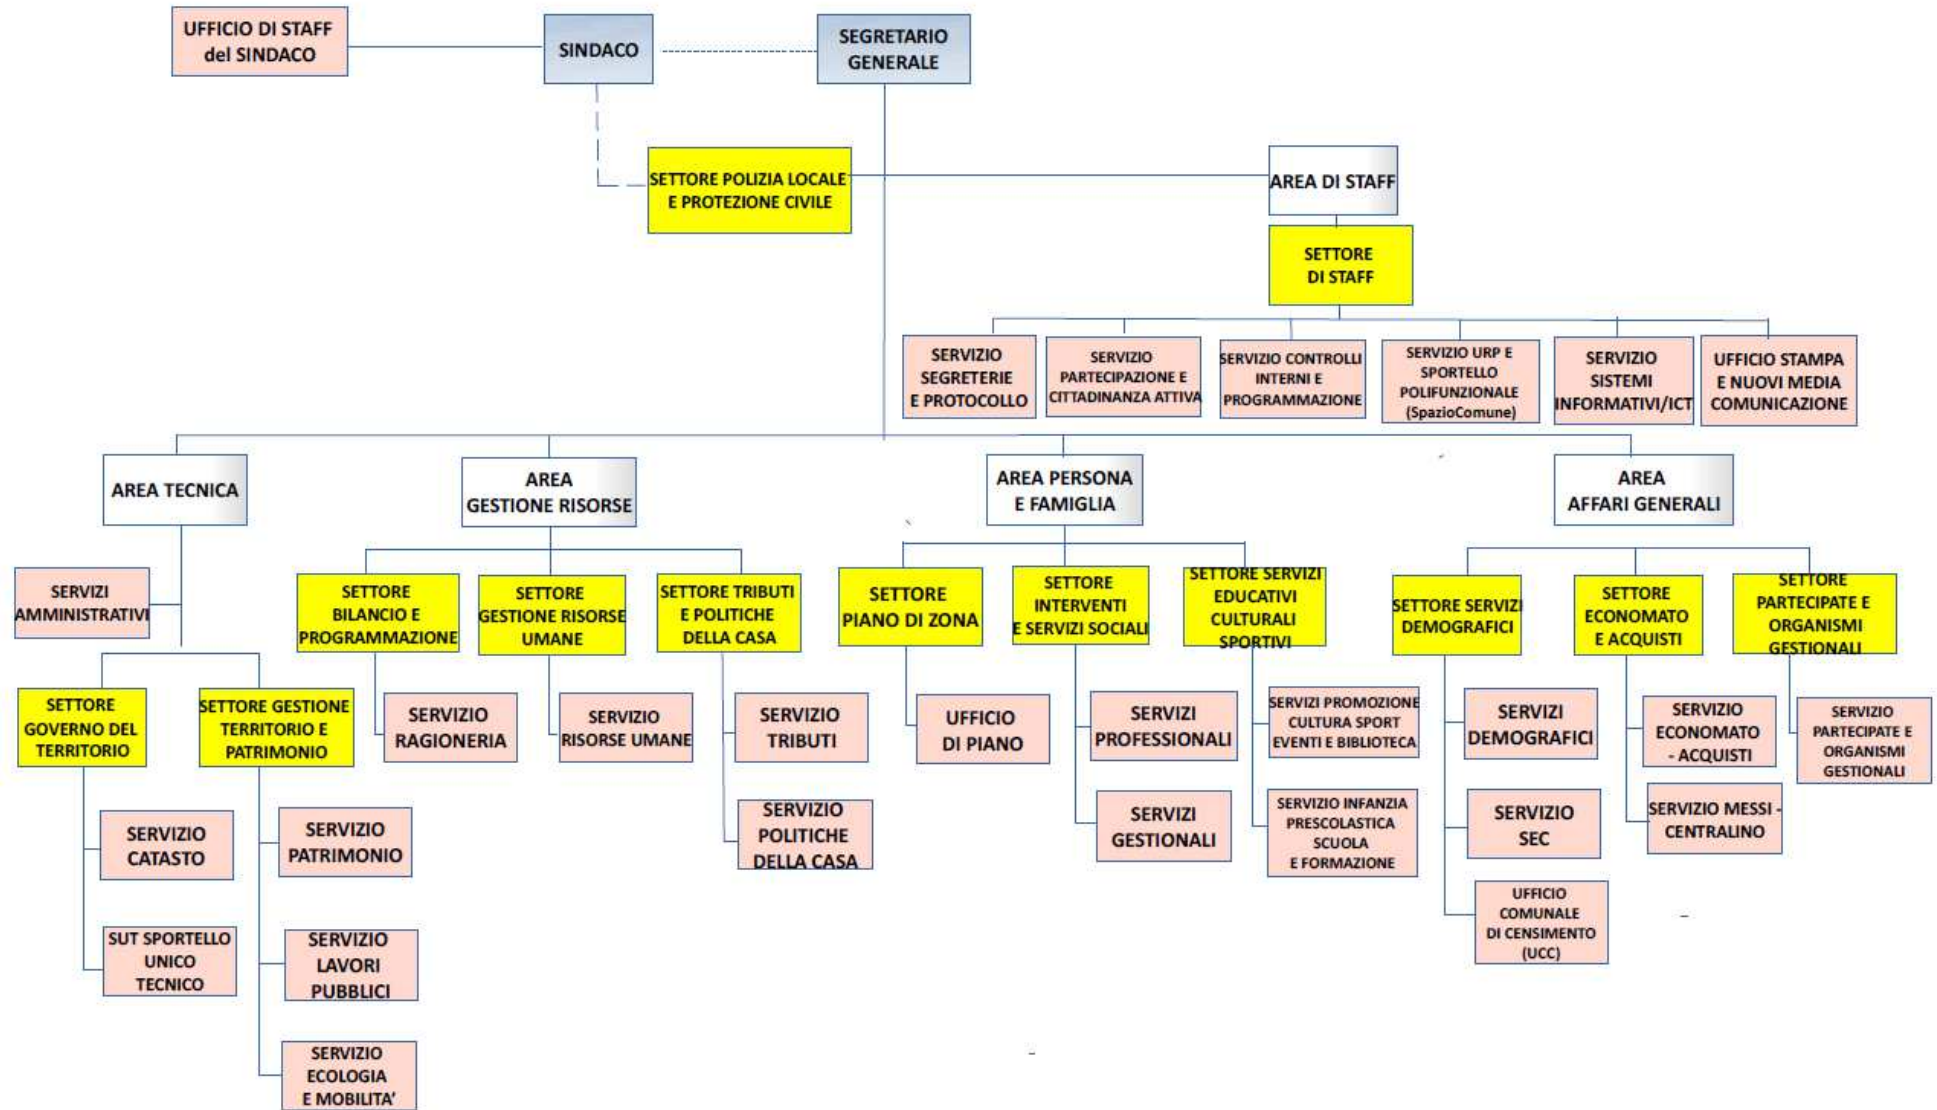 UFFICIO DI STAFF
del SINDACO
SINDACO
SEGRETARIO
GENERALE
SETTORE POLIZIA LOCALE
E PROTEZIONE CIVILE
AREA DI STAFF
SETTORE
DI STAFF
SERVIZIO
SEGRETERIE
E PROTOCOLLO
SERVIZIO
PARTECIPAZIONE E
CITTADINANZA ATTIVA
SERVIZIO CONTROLLI
INTERNI E
PROGRAMMAZIONE
SERVIZIO URP E
SPORTELLO
POLIFUNZIONALE
(SpazioComune)
SERVIZIO
SISTEMI
INFORMATIVI/ICT
UFFICIO STAMPA
E NUOVI MEDIA
COMUNICAZIONE
AREA TECNICA
AREA
GESTIONE RISORSE
AREA PERSONA
E FAMIGLIA
AREA
AFFARI GENERALI
SERVIZI
AMMINISTRATIVI
SETTORE
BILANCIO E
PROGRAMMAZIONE
SETTORE
GESTIONE RISORSE
UMANE
SETTORE TRIBUTI
E POLITICHE
DELLA CASA
SETTORE
PIANO DI ZONA
SETTORE
INTERVENTI
E SERVIZI SOCIALI
SETTORE SERVIZI
EDUCATIVI
CULTURALI
SPORTIVI
SETTORE SERVIZI
DEMOGRAFICI
SETTORE
ECONOMATO
E ACQUISTI
SETTORE
PARTECIPATE E
ORGANISMI
GESTIONALI
SETTORE
GOVERNO DEL
TERRITORIO
SETTORE GESTIONE
TERRITORIO E
PATRIMONIO
SERVIZIO
RAGIONERIA
SERVIZIO
RISORSE UMANE
SERVIZIO
TRIBUTI
UFFICIO
DI PIANO
SERVIZI
PROFESSIONALI
SERVIZI PROMOZIONE
CULTURA SPORT
EVENTI E BIBLIOTECA
SERVIZI
DEMOGRAFICI
SERVIZIO
ECONOMATO
- ACQUISTI
SERVIZIO
PARTECIPATE E
ORGANISMI
GESTIONALI
SERVIZIO
CATASTO
SERVIZIO
PATRIMONIO
SERVIZIO
POLITICHE
DELLA CASA
SERVIZI
GESTIONALI
SERVIZIO INFANZIA
PRESCOLASTICA
SCUOLA
E FORMAZIONE
SERVIZIO
SEC
SERVIZIO MESSI -
CENTRALINO
SUT SPORTELLO
UNICO
TECNICO
SERVIZIO
LAVORI
PUBBLICI
UFFICIO
COMUNALE
DI CENSIMENTO
(UCC)
SERVIZIO
ECOLOGIA
E MOBILITA'